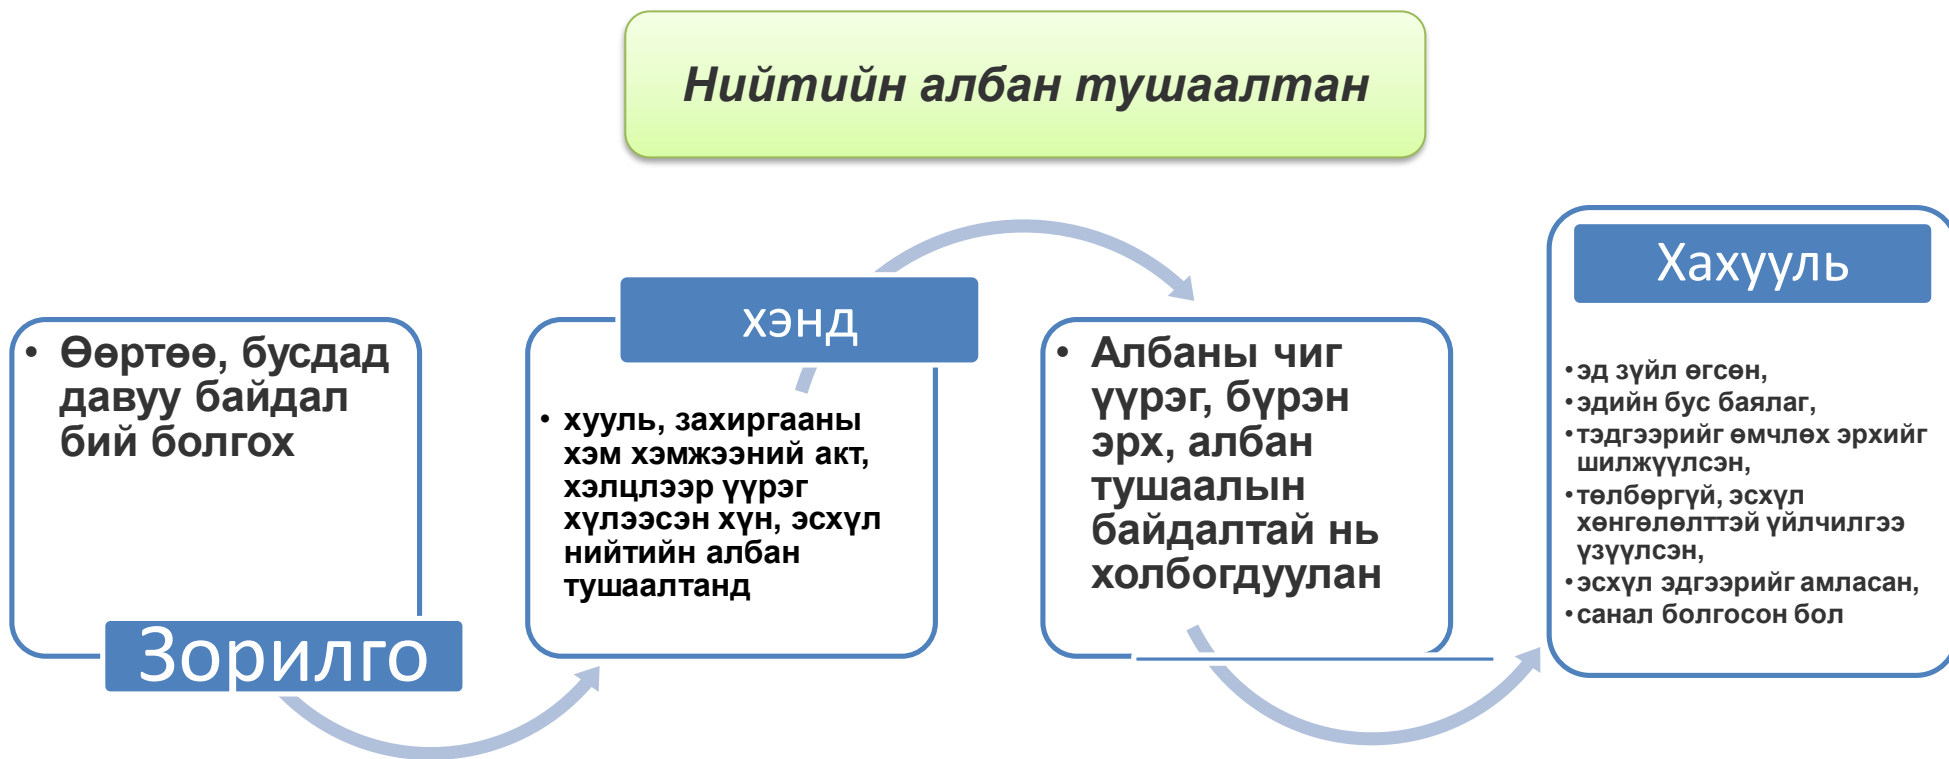 Нийтийн албан тушаалтан
• Өөртөө, бусдад
давуу байдал
бий болгох
Зорилго
хэнд
• хууль, захиргааны
хэм хэмжээний акт,
хэлцлээр үүрэг
хүлээсэн хүн, эсхүл
нийтийн албан
тушаалтанд
• Албаны чиг
үүрэг, бүрэн
эрх, албан
тушаалын
байдалтай нь
холбогдуулан
Хахууль
•эд зүйл өгсөн,
•эдийн бус баялаг,
•тэдгээрийг өмчлөх эрхийг
шилжүүлсэн,
•төлбөргүй, эсхүл
хөнгөлөлттэй үйлчилгээ
үзүүлсэн,
•эсхүл эдгээрийг амласан,
•санал болгосон бол